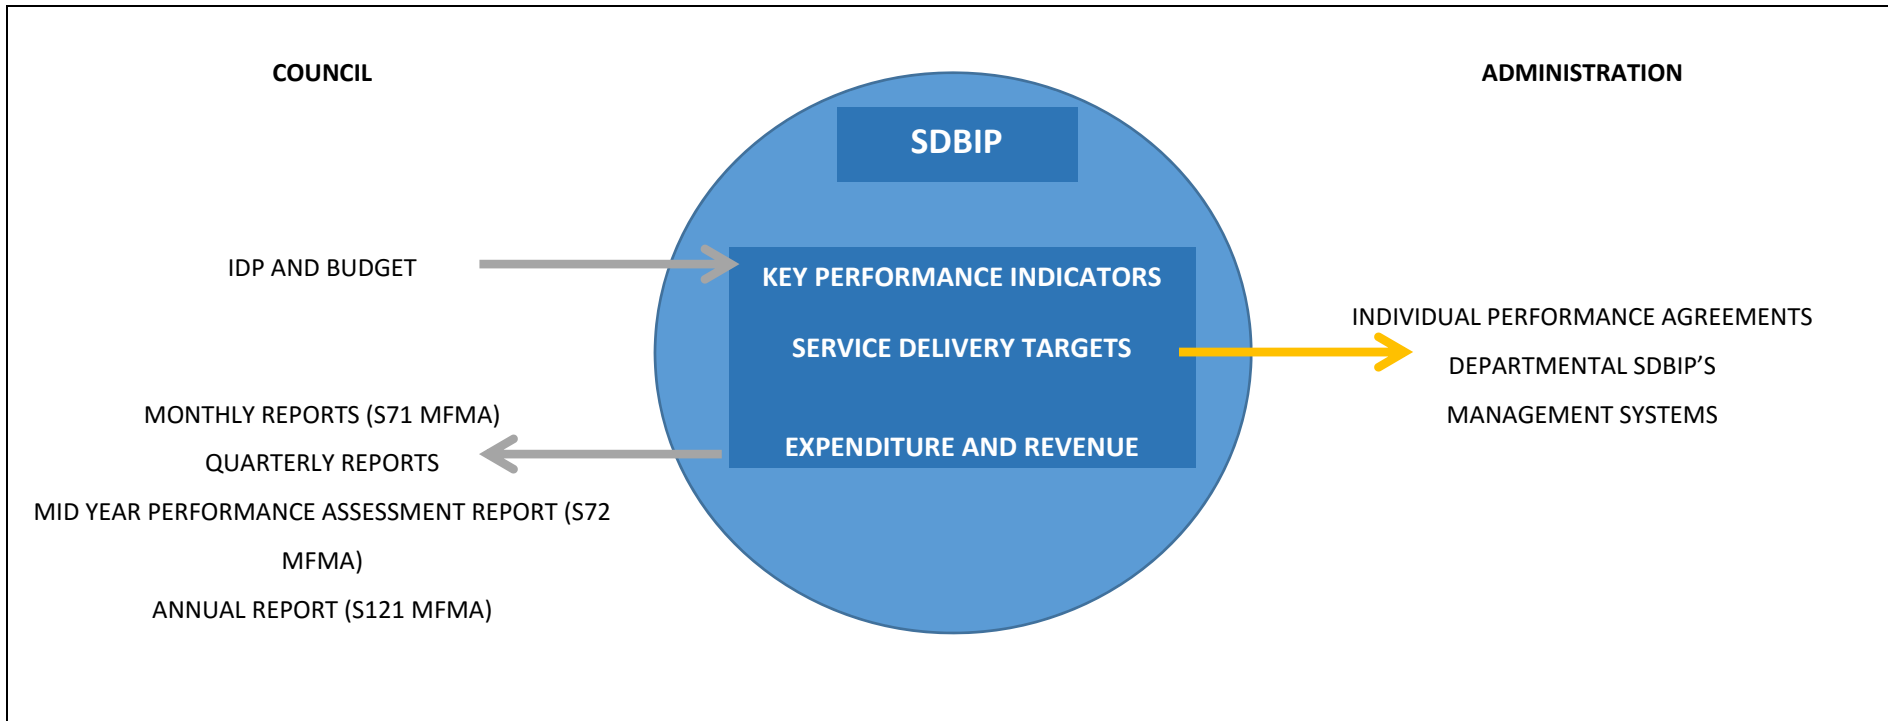 COUNCIL
IDP AND BUDGET
MONTHLY REPORTS (S71 MFMA)
QUARTERLY REPORTS
MID YEAR PERFORMANCE ASSESSMENT REPORT (S72
MFMA)
ANNUAL REPORT (S121 MFMA)
SDBIP
KEY PERFORMANCE INDICATORS
SERVICE DELIVERY TARGETS
EXPENDITURE AND REVENUE
ADMINISTRATION
INDIVIDUAL PERFORMANCE AGREEMENTS
DEPARTMENTAL SDBIP’S
MANAGEMENT SYSTEMS